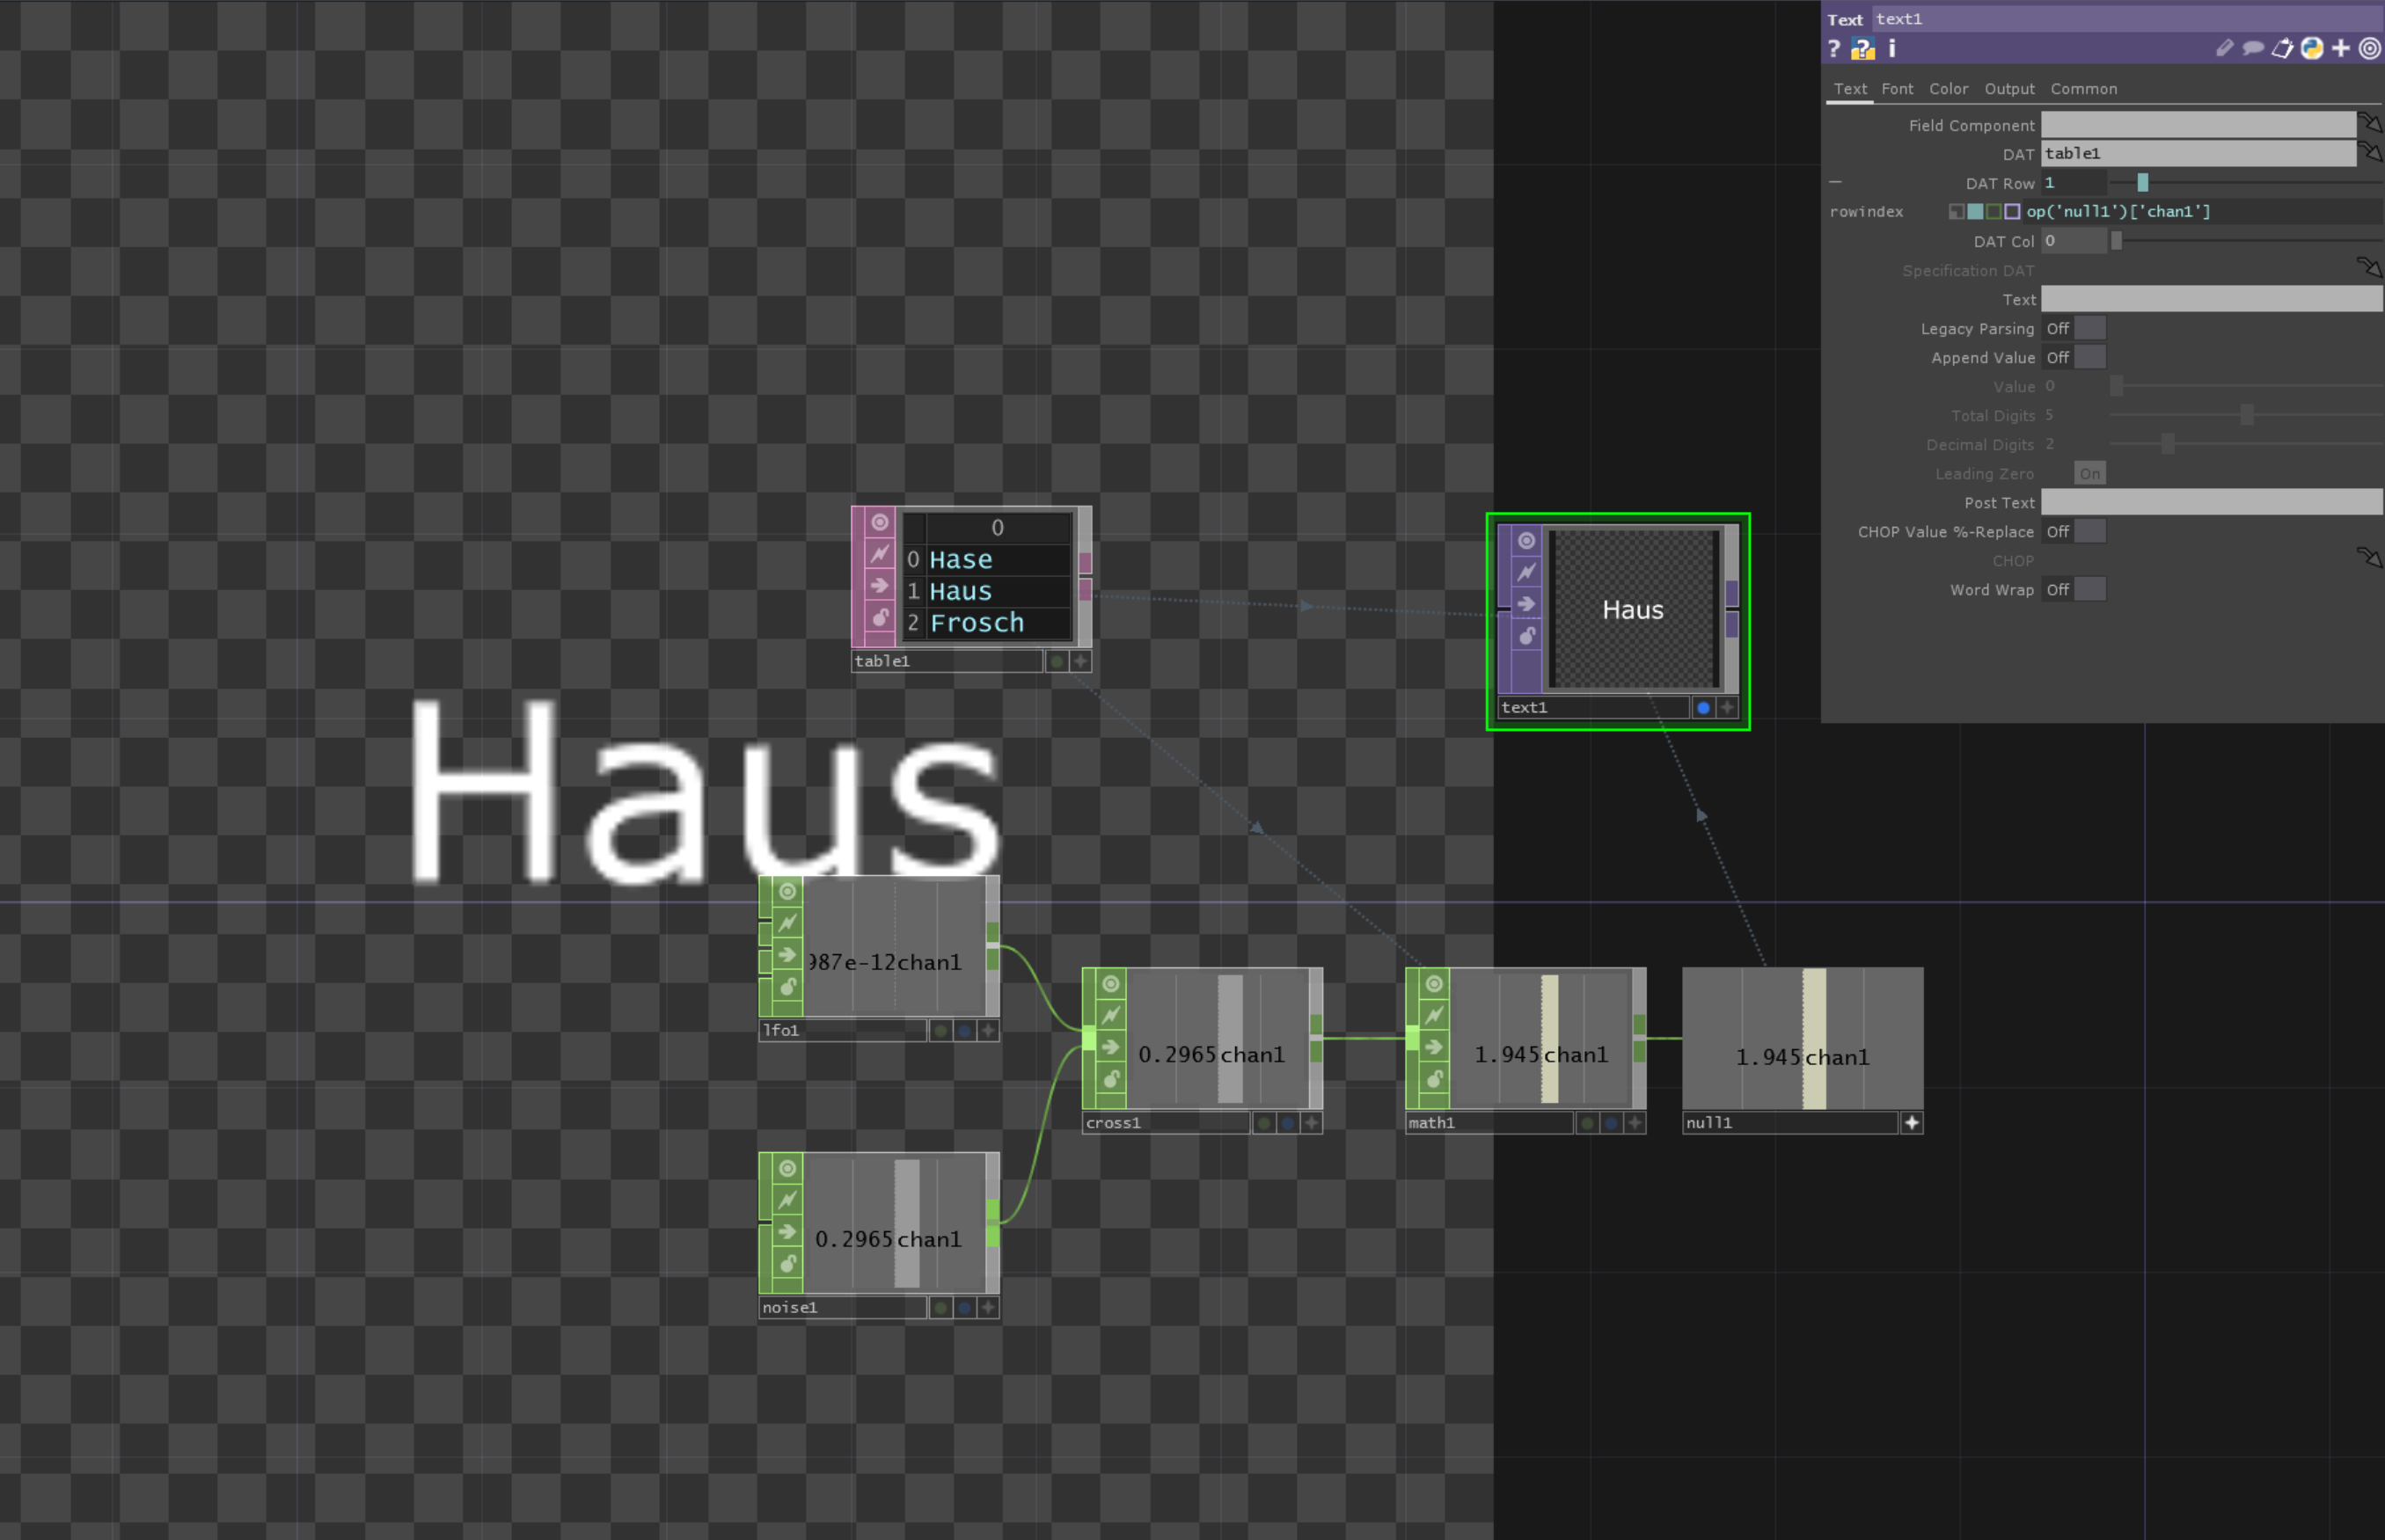 Text text1
? ? i
Text Font Color Output Common
Field Component
DAT table1
DAT Row 1
rowindex op('null1')['chan1']
DAT Col 0
Specification DAT
Text
Legacy Parsing Off
Append Value Off
Value 0
Total Digits 5
Decimal Digits 2
Leading Zero On
Post Text
CHOP Value %-Replace Off
CHOP
Word Wrap Off
0
0 Hase
1 Haus
2 Frosch
table1
Haus
text1
Haus
987e-12 chan1
lfo1
0.2965 chan1
cross1
1.945 chan1
math1
1.945 chan1
null1
0.2965 chan1
noise1